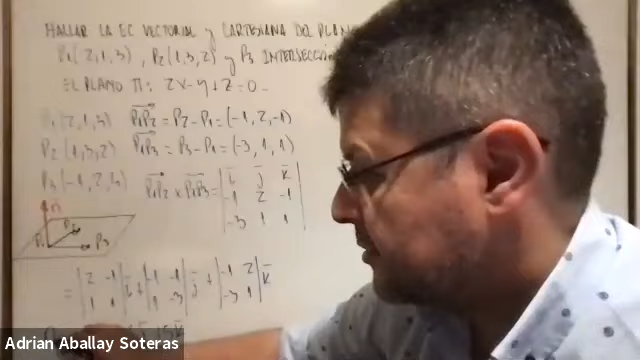 HALLAR LA EC VECTORIAL y CARTESIANA DEL PLANO
P₁(2,1,3), P₂(1,3,2) y P₃ INTERSECCIÓN
EL PLANO Π: 2x-y+z=0
P₁(2,1,3) P₁P₂ = P₂-P₁ = (-1,2,-1)
P₂(1,3,2) P₁P₃ = P₃-P₁ = (-3,1,1)
P₃(-1,2, P₁P₂ x P₁P₃ = | i j k |
-1 2 -1
-3 1 1
n
P₁ P₃
= | 2 -1 | i + | -1 -1 | j + | -1 2 | k
| 1 1 | | 1 -3 | | -3 1 |
Adrian Aballay Soteras